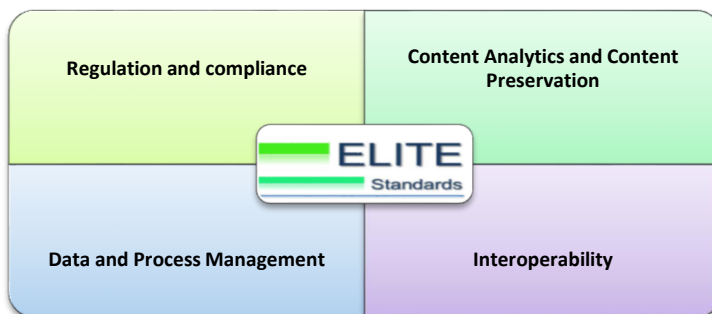 Regulation and compliance
Content Analytics and Content
Preservation
ELITE
Standards
Data and Process Management
Interoperability